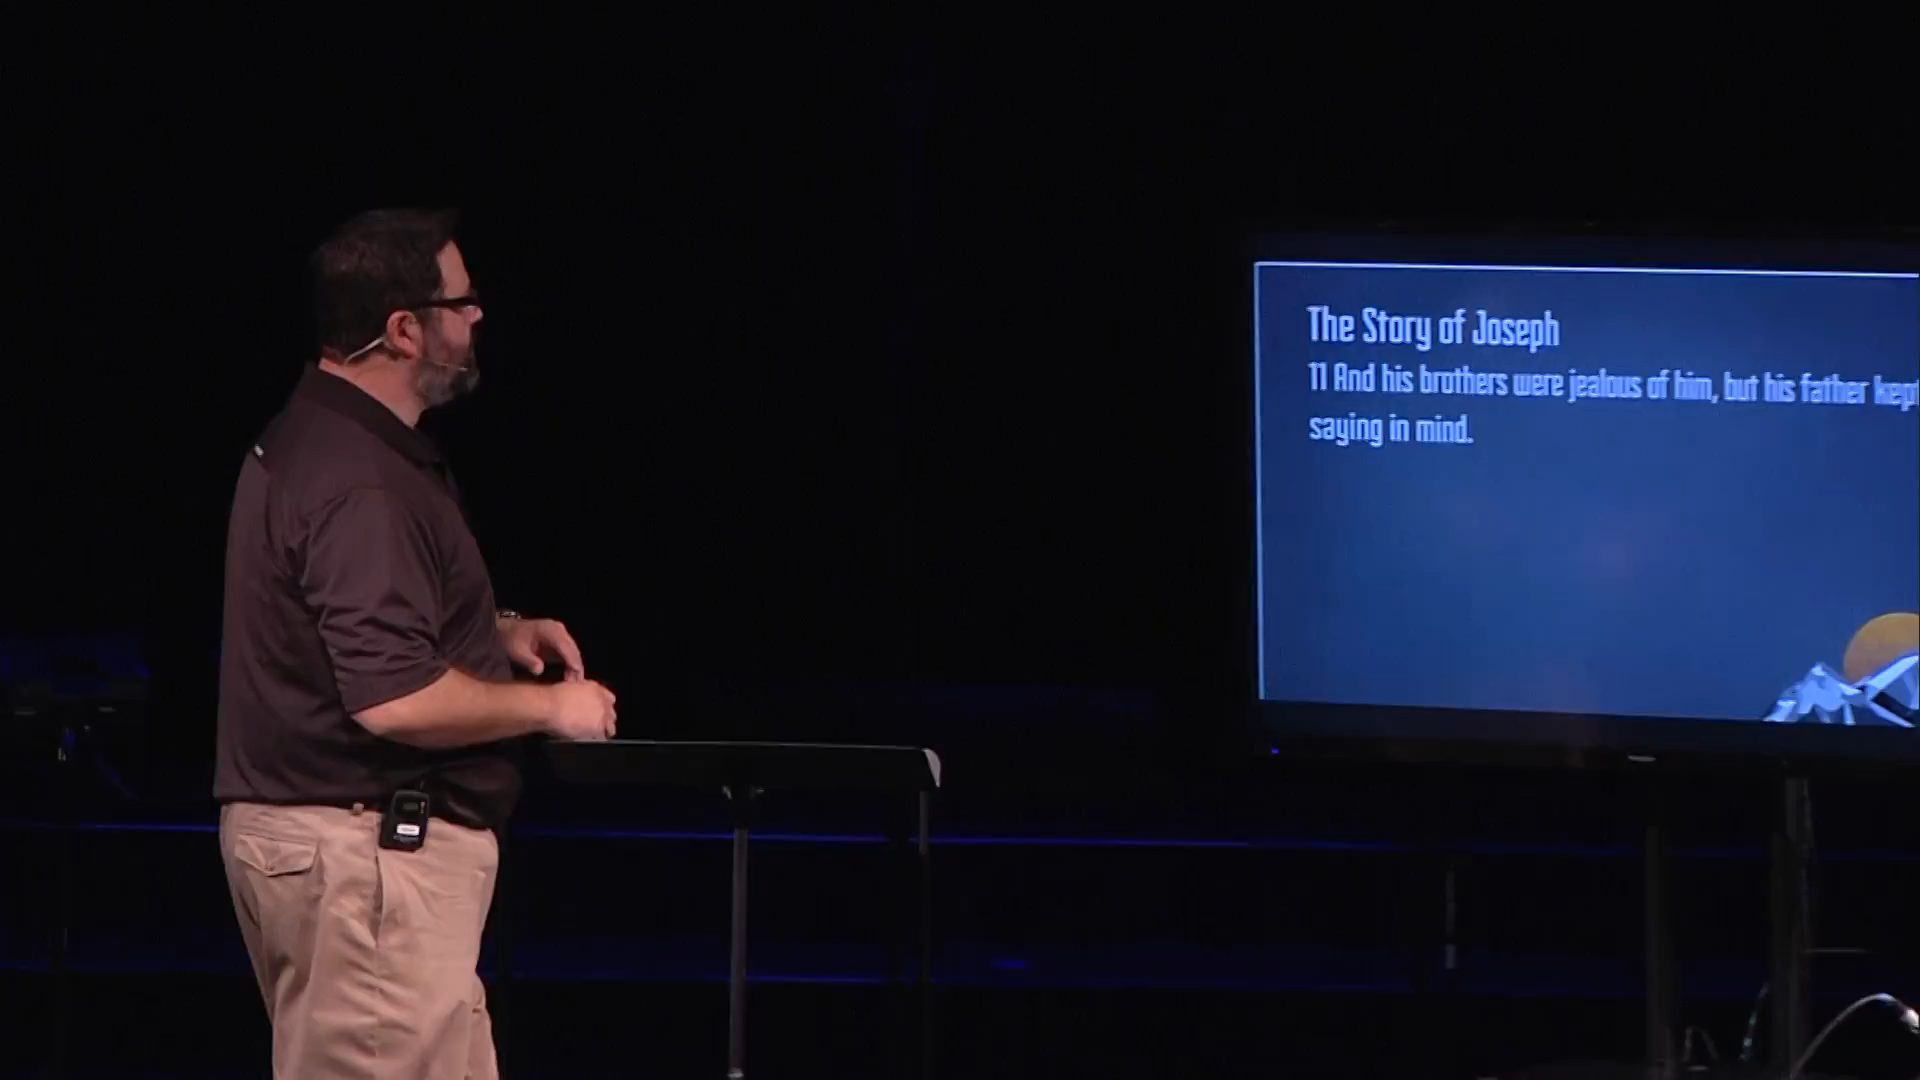 The Story of Joseph
11 And his brothers were jealous of him, but his father kept
saying in mind.